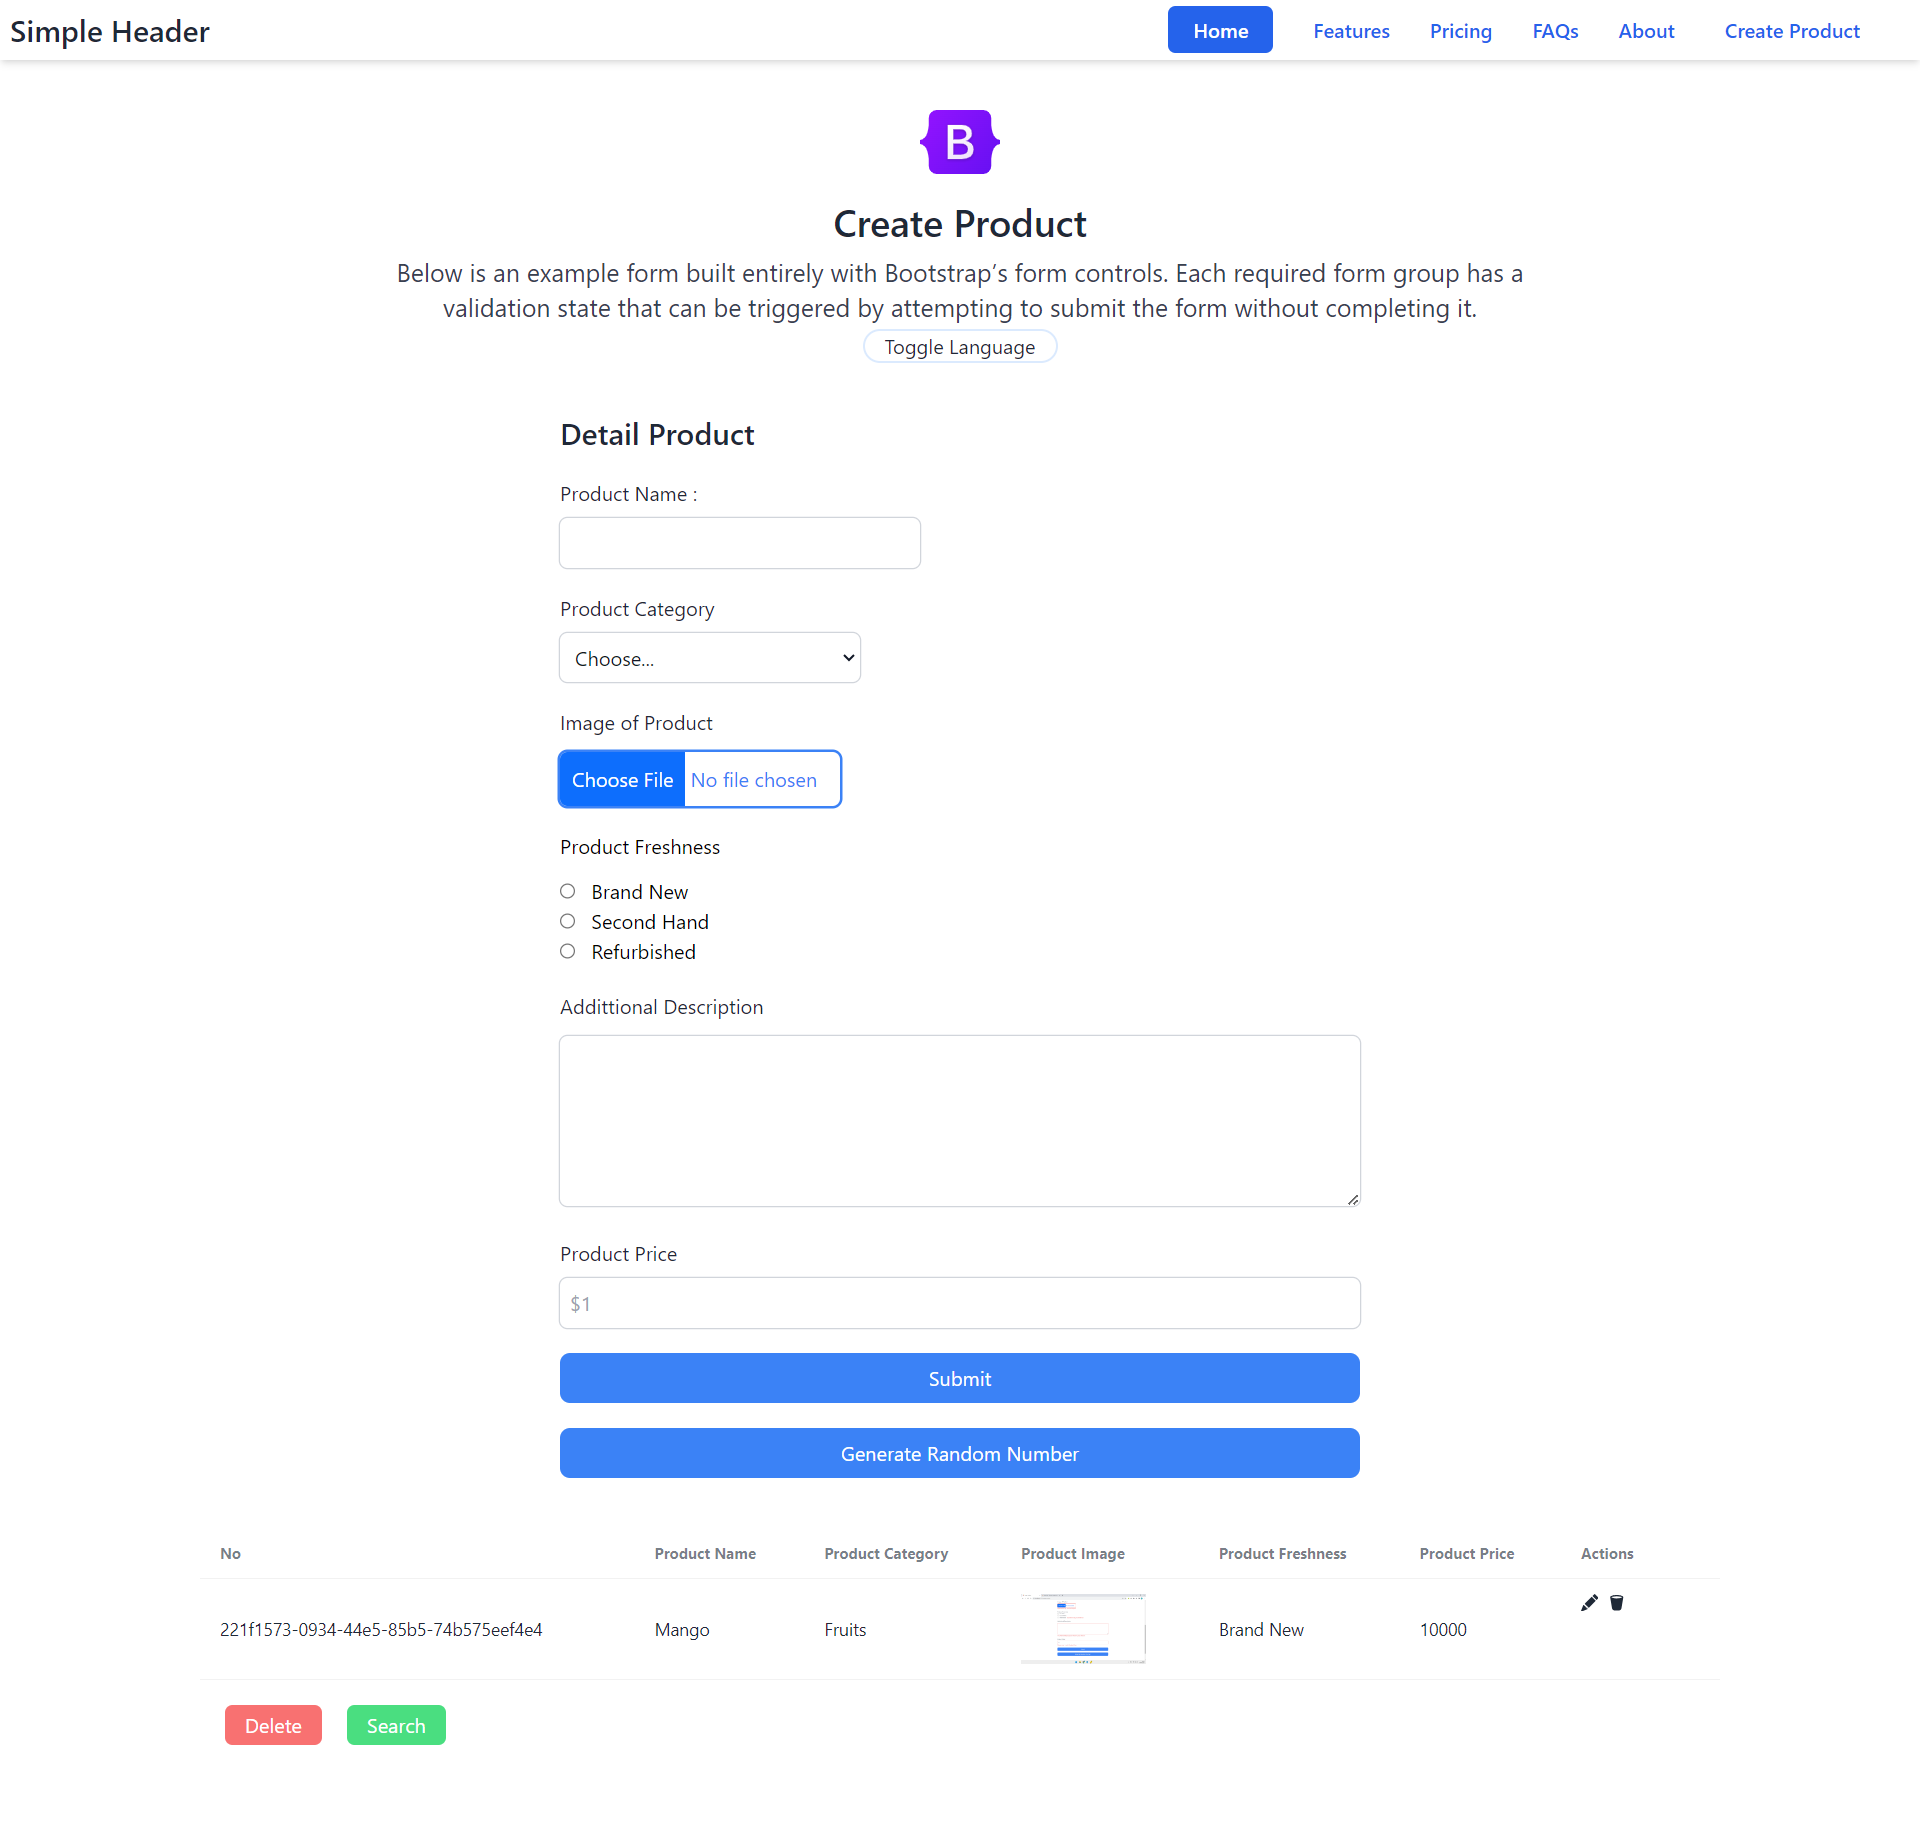 Simple Header
Home Features Pricing FAQs About Create Product
B
Create Product
Below is an example form built entirely with Bootstrap’s form controls. Each required form group has a
validation state that can be triggered by attempting to submit the form without completing it.
Toggle Language
Detail Product
Product Name :
Product Category
Choose...
Image of Product
Choose File No file chosen
Product Freshness
Brand New
Second Hand
Refurbished
Addittional Description
Product Price
$1
Submit
Generate Random Number
No Product Name Product Category Product Image Product Freshness Product Price Actions
221f1573-0934-44e5-85b5-74b575eef4e4 Mango Fruits Brand New 10000
Delete Search